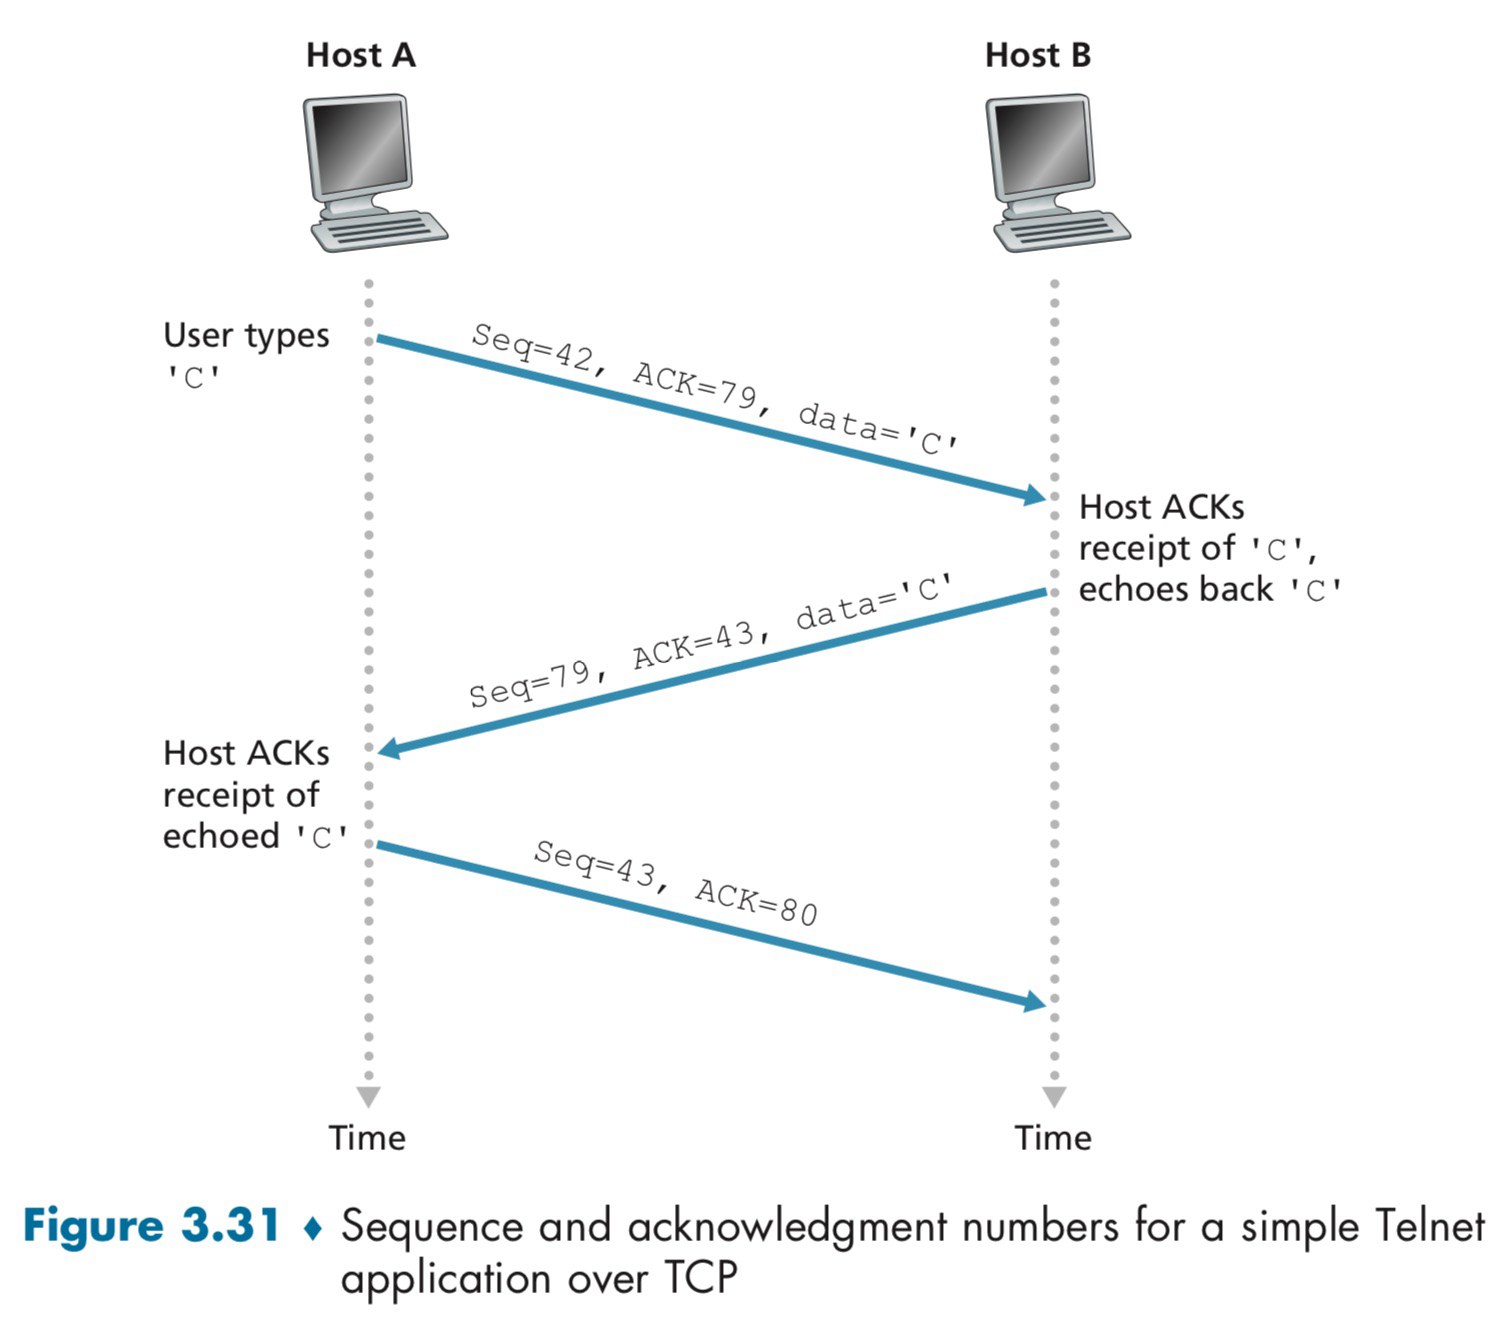 Host A
Host B
User types
'C'
Seq=42, ACK=79, data='C'
Host ACKs
receipt of 'C',
echoes back 'C'
Seq=79, ACK=43, data='C'
Host ACKs
receipt of
echoed 'C'
Seq=43, ACK=80
Time
Time
Figure 3.31 ♦ Sequence and acknowledgment numbers for a simple Telnet
application over TCP